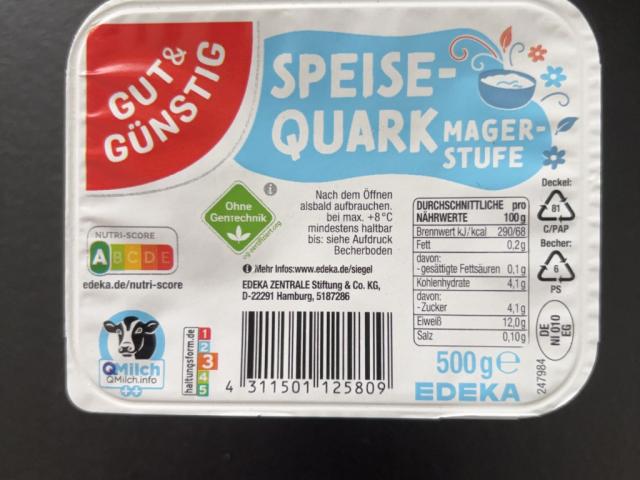 GUT&
GÜNSTIG
SPEISE-
QUARK MAGER-
STUFE
Ohne
Gentechnik
Nach dem Öffnen
alsbald aufbrauchen.
bei max. +8°C
mindestens haltbar
bis: siehe Aufdruck
Becherboden
Mehr Infos:www.edeka.de/siegel
EDEKA ZENTRALE Stiftung & Co. KG,
D-22291 Hamburg, 5187286
NUTRI-SCORE
A B C D E
edeka.de/nutri-score
QMilch
QMilch.info
++
haltungsform.de
1
2
3
4
5
4 311501 125809
DURCHSCHNITTLICHE pro
NÄHRWERTE 100g
Brennwert kJ/kcal 290/68
Fett 0,2g
davon:
-gesättigte Fettsäuren 0,1g
Kohlenhydrate 4,1g
davon:
-Zucker 4,1g
Eiweiß 12,0g
Salz 0,10g
500 g e
EDEKA
Deckel:
81
C/PAP
Becher:
6
PS
DE
NI 010
EG
247984